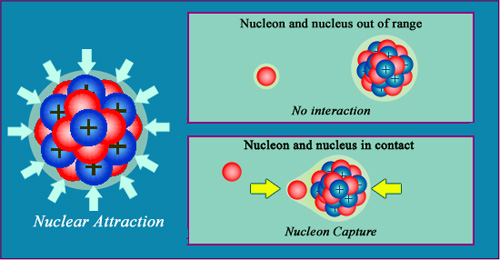 Nuclear Attraction
Nucleon and nucleus out of range
No interaction
Nucleon and nucleus in contact
Nucleon Capture